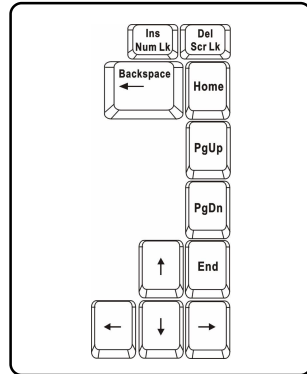 Ins Del
Num Lk Scr Lk
Backspace
← Home
PgUp
PgDn
↑ End
← ↓ →